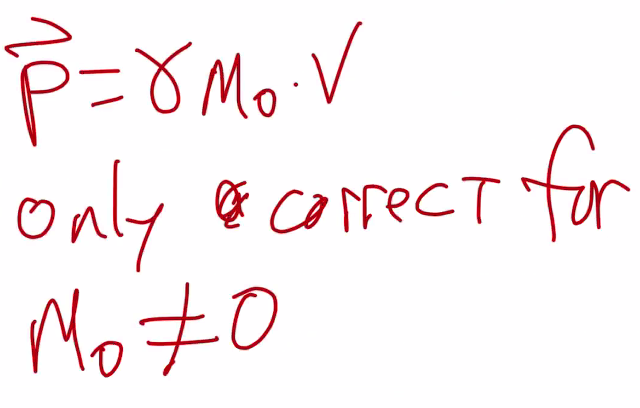 p⃗ = γ M₀ · V
only correct for
M₀ ≠ 0